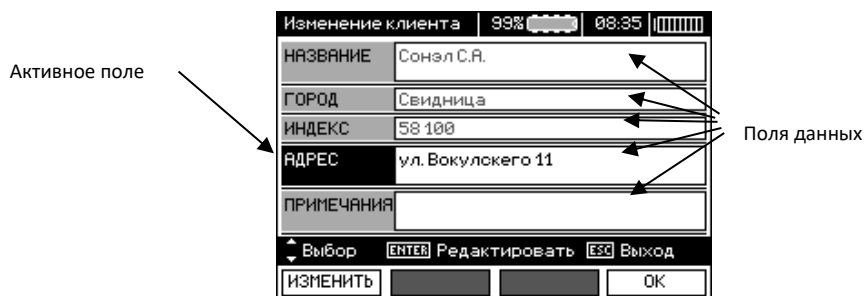 Изменение клиента 99% 08:35
НАЗВАНИЕ Сонэл С.А.
Активное поле
ГОРОД Свидница
ИНДЕКС 58 100
Поля данных
АДРЕС ул. Вокулского 11
ПРИМЕЧАНИЯ
Выбор ENTER Редактировать ESC Выход
ИЗМЕНИТЬ OK